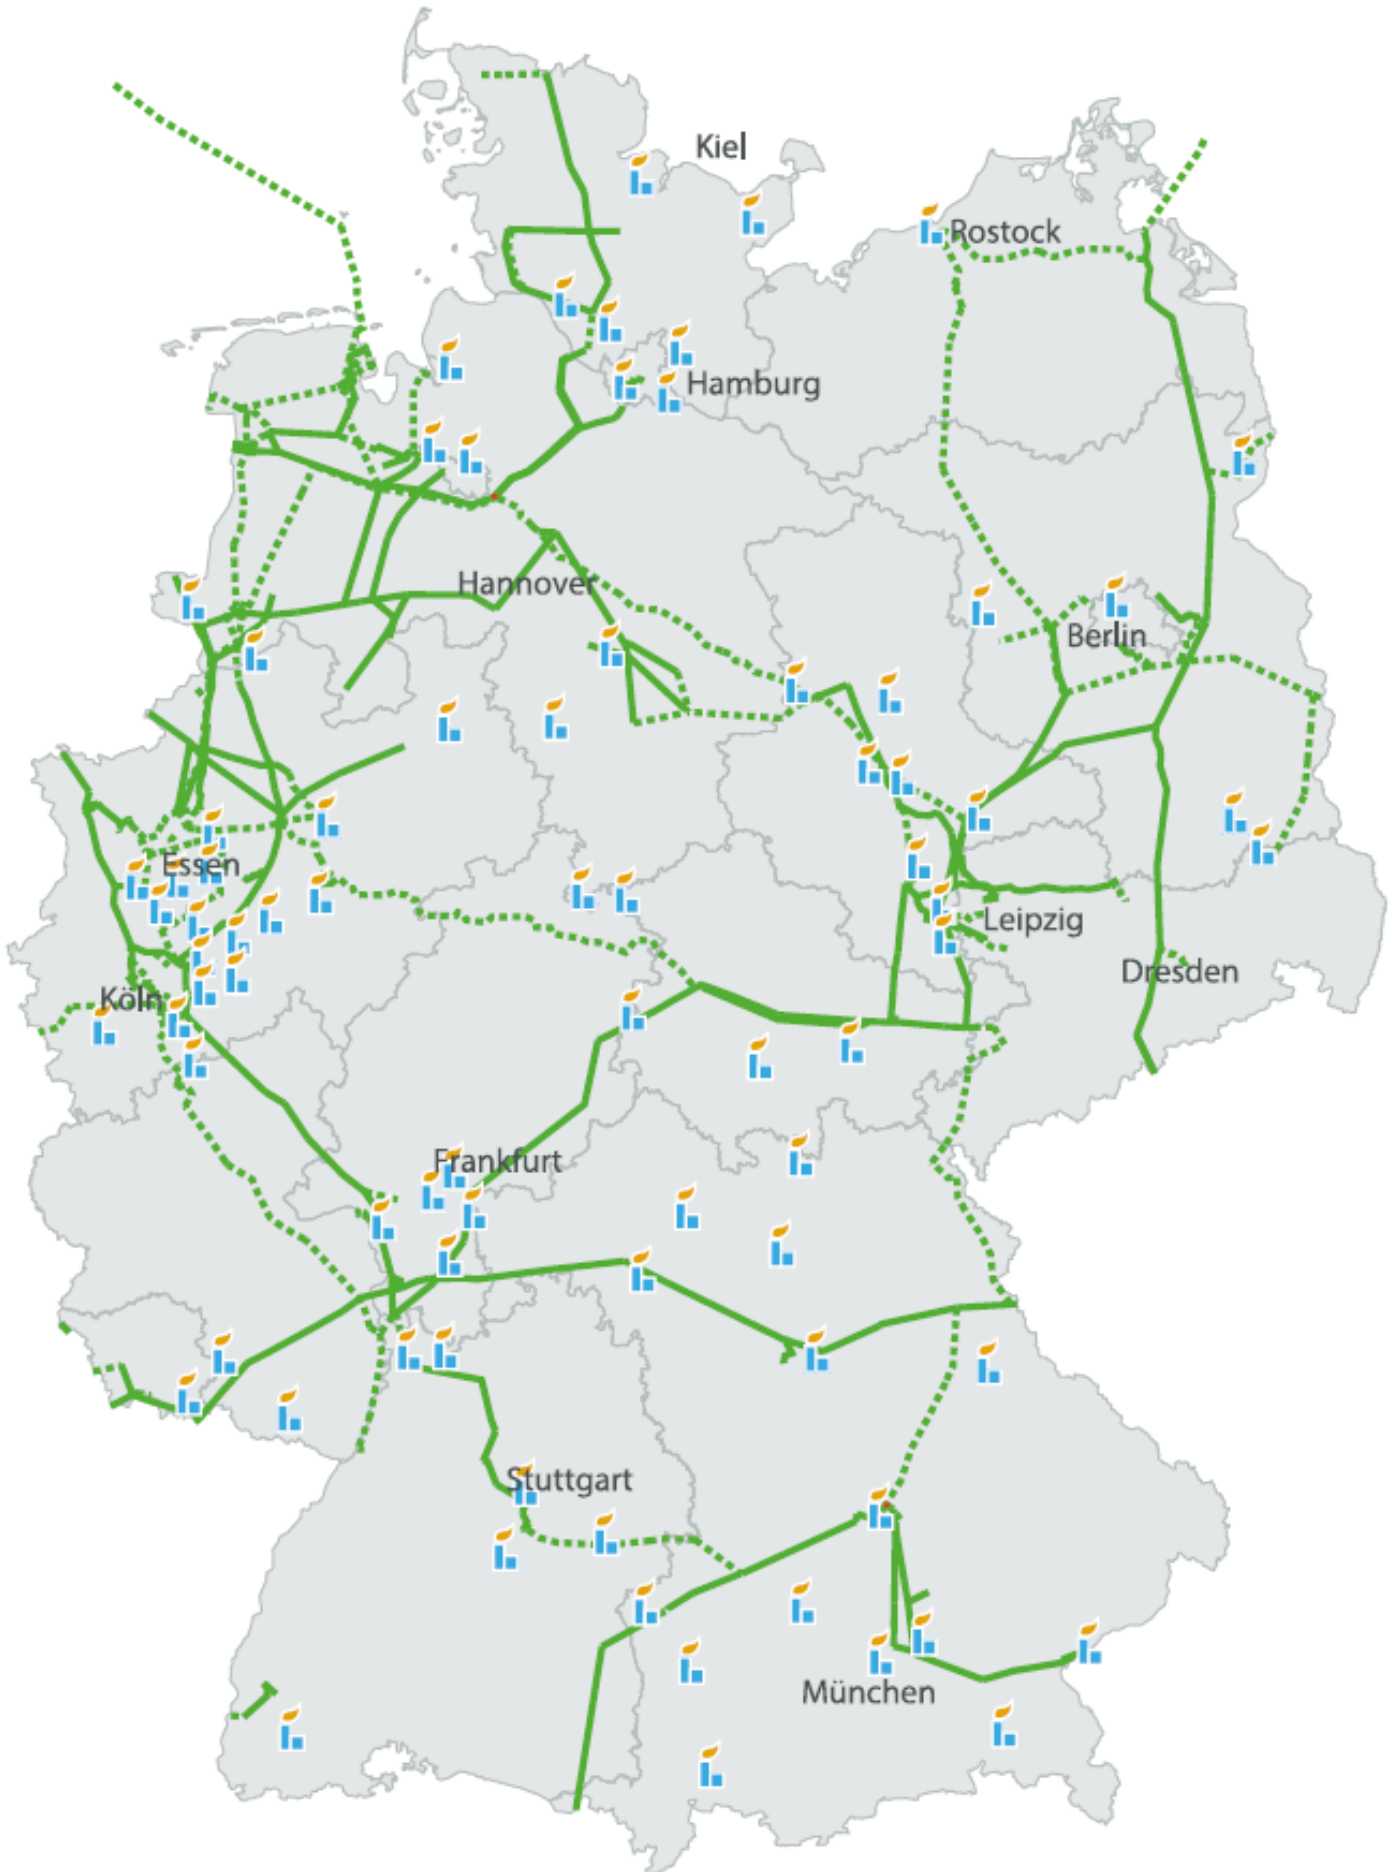 Kiel
Rostock
Hamburg
Hannover
Berlin
Essen
Leipzig
Dresden
Köln
Frankfurt
Stuttgart
München